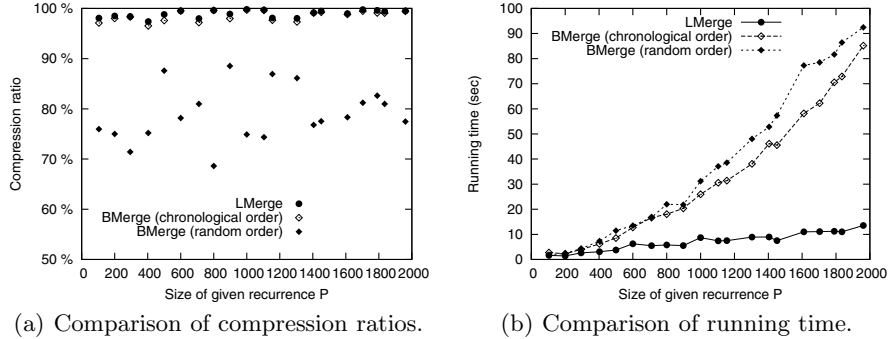 100 %
90 %
80 %
70 %
60 %
50 %
Compression ratio
LMerge
BMerge (chronological order)
BMerge (random order)
0 200 400 600 800 1000 1200 1400 1600 1800 2000
Size of given recurrence P
(a) Comparison of compression ratios.
100
90
80
70
60
50
40
30
20
10
0
Running time (sec)
LMerge
BMerge (chronological order)
BMerge (random order)
0 200 400 600 800 1000 1200 1400 1600 1800 2000
Size of given recurrence P
(b) Comparison of running time.